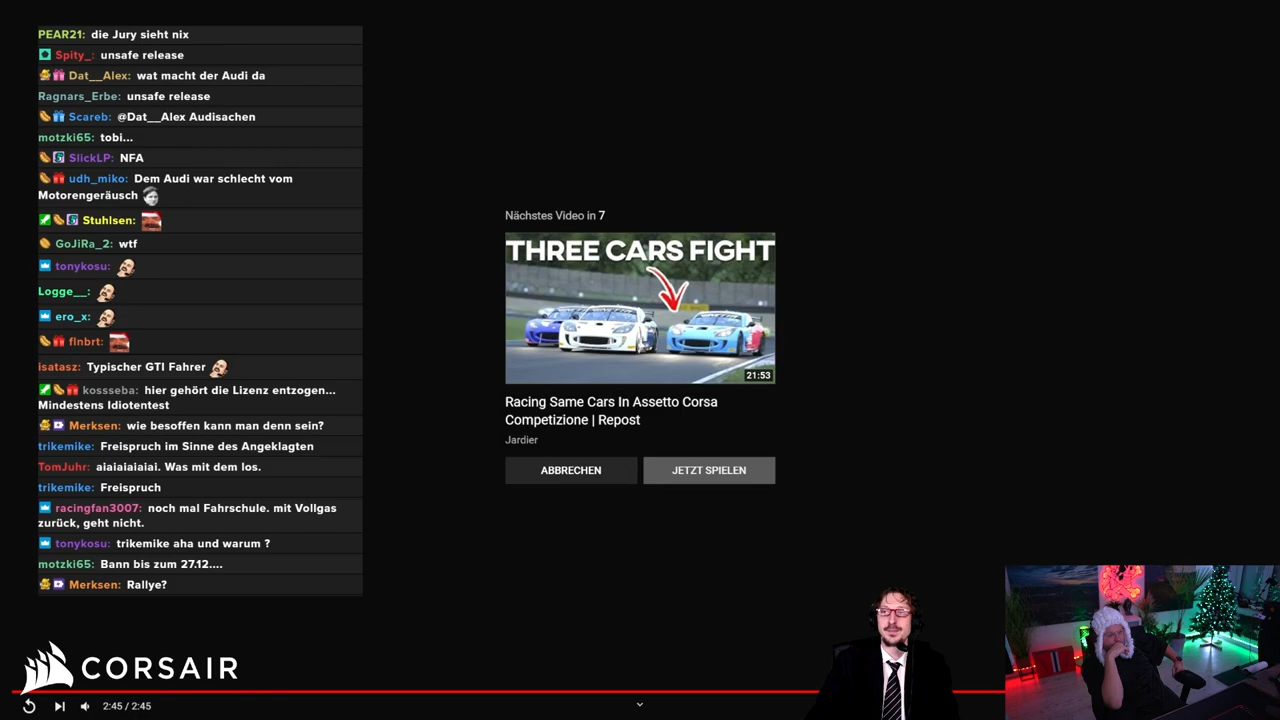 PEAR21: die Jury sieht nix
Spity_: unsafe release
Dat__Alex: wat macht der Audi da
Ragnars_Erbe: unsafe release
Scareb: @Dat__Alex Audisachen
motzki65: tobi...
SlickLP: NFA
udh_miko: Dem Audi war schlecht vom
Motorengeräusch
Stuhlsen:
GoJiRa_2: wtf
tonykosu:
Logge__:
ero_x:
flnbrt:
isatasz: Typischer GTI Fahrer
kossseba: hier gehört die Lizenz entzogen...
Mindestens Idiotentest
Merksen: wie besoffen kann man denn sein?
trikemike: Freispruch im Sinne des Angeklagten
TomJuhr: aiaiaiaiaiai. Was mit dem los.
trikemike: Freispruch
racingfan3007: noch mal Fahrschule. mit Vollgas
zurück, geht nicht.
tonykosu: trikemike aha und warum ?
motzki65: Bann bis zum 27.12....
Merksen: Rallye?
Nächstes Video in 7
THREE CARS FIGHT
21:53
Racing Same Cars In Assetto Corsa
Competizione | Repost
Jardier
ABBRECHEN
JETZT SPIELEN
CORSAIR
2:45 / 2:45